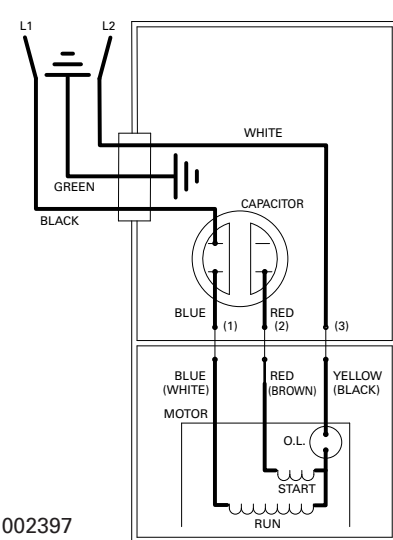 L1 L2
WHITE
GREEN
CAPACITOR
BLACK
BLUE RED
(1) (2) (3)
BLUE RED YELLOW
(WHITE) (BROWN) (BLACK)
MOTOR
O.L.
START
RUN
002397